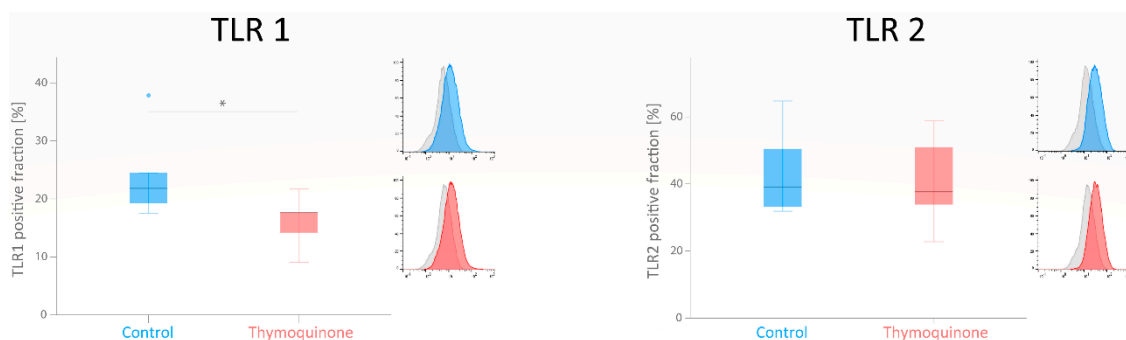 TLR 1
TLR1 positive fraction [%]
40
30
20
10
0
*
Control
Thymoquinone
TLR 2
TLR2 positive fraction [%]
60
40
20
0
Control
Thymoquinone